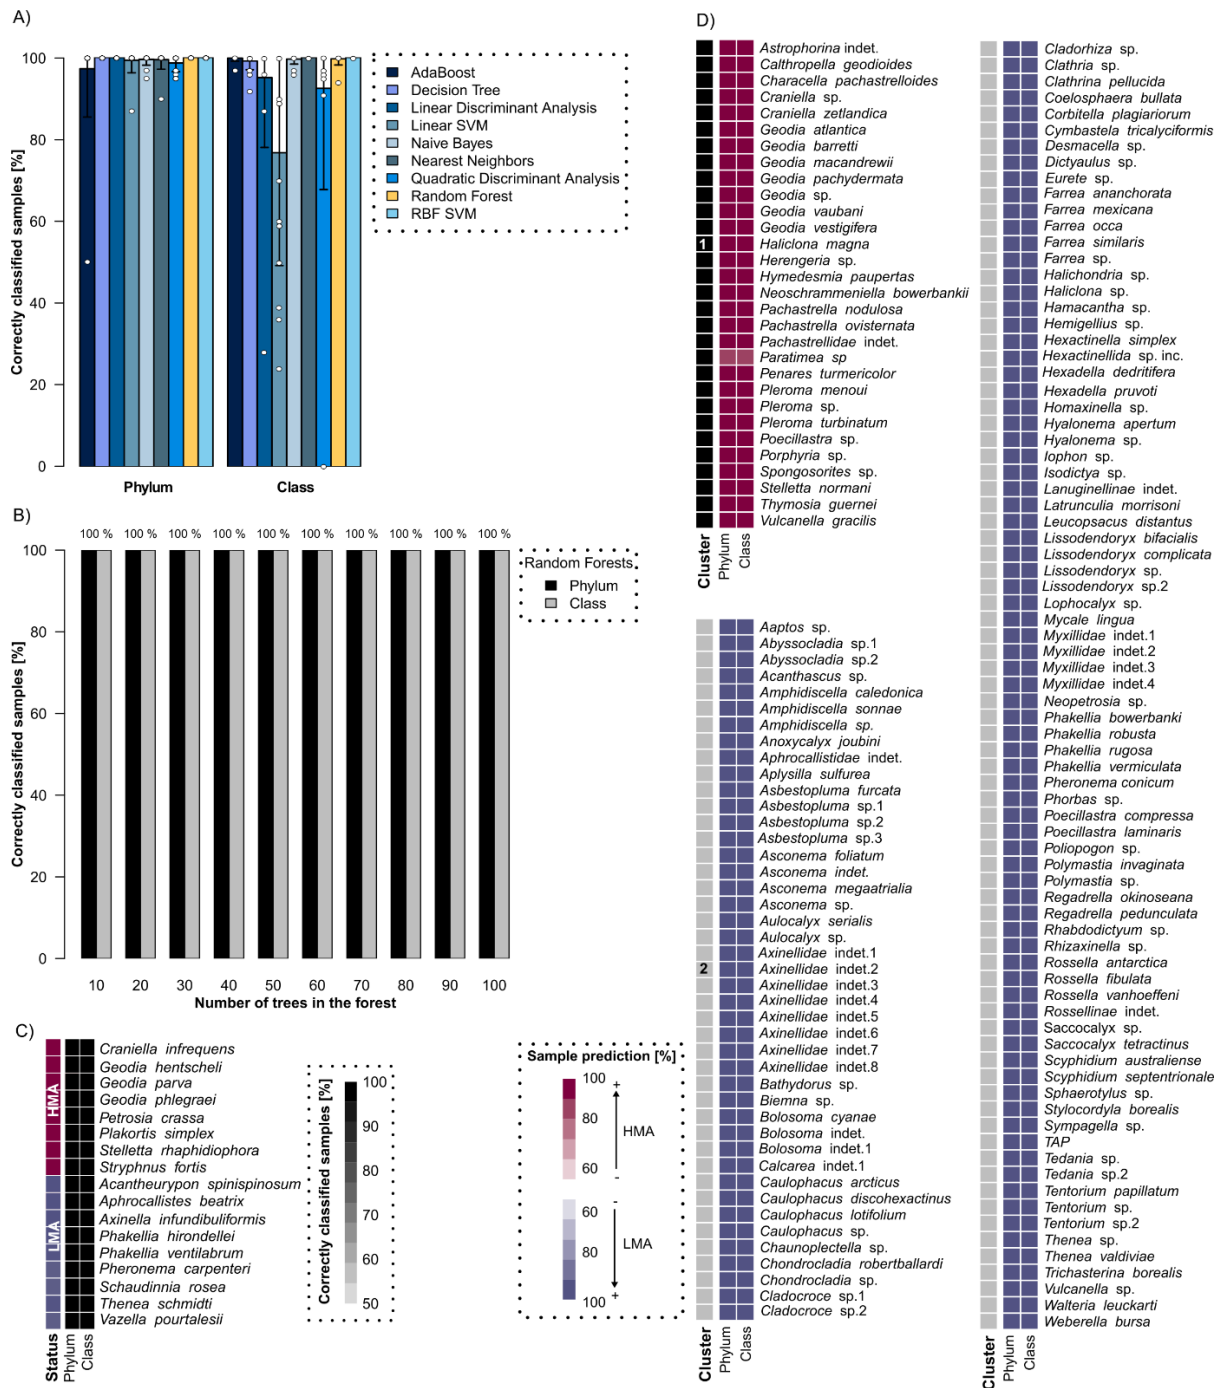 A)
100
80
60
40
20
0
Correctly classified samples [%]
Phylum
Class
AdaBoost
Decision Tree
Linear Discriminant Analysis
Linear SVM
Naive Bayes
Nearest Neighbors
Quadratic Discriminant Analysis
Random Forest
RBF SVM
B)
100 % 100 % 100 % 100 % 100 % 100 % 100 % 100 % 100 % 100 %
100
80
60
40
20
0
Correctly classified samples [%]
10 20 30 40 50 60 70 80 90 100
Number of trees in the forest
Random Forests
Phylum
Class
C)
HMA
LMA
Craniella infrequens
Geodia hentscheli
Geodia parva
Geodia phlegraei
Petrosia crassa
Plakortis simplex
Stelletta rhaphidiophora
Stryphnus fortis
Acantheurypon spinispinosum
Aphrocallistes beatrix
Axinella infundibuliformis
Phakellia hirondellei
Phakellia ventilabrum
Pheronema carpenteri
Schaudinnia rosea
Thenea schmidti
Vazella pourtalesii
Status
Phylum
Class
Correctly classified samples [%]
100
90
80
70
60
50
Sample prediction [%]
100
80
60
+
HMA
-
60
80
100
-
LMA
+
D)
1
Astrophorina indet.
Calthropella geodioides
Characella pachastrelloides
Craniella sp.
Craniella zetlandica
Geodia atlantica
Geodia barretti
Geodia macandrewii
Geodia pachydermata
Geodia sp.
Geodia vaubani
Geodia vestigifera
Haliclona magna
Herengeria sp.
Hymedesmia paupertas
Neoschrammeniella bowerbankii
Pachastrella nodulosa
Pachastrella ovisternata
Pachastrellidae indet.
Paratimea sp
Penares turmericolor
Pleroma menoui
Pleroma sp.
Pleroma turbinatum
Poecillastra sp.
Porphyria sp.
Spongosorites sp.
Stelletta normani
Thymosia guernei
Vulcanella gracilis
Cluster
Phylum
Class
2
Aaptos sp.
Abyssocladia sp.1
Abyssocladia sp.2
Acanthascus sp.
Amphidiscella caledonica
Amphidiscella sonnae
Amphidiscella sp.
Anoxycalyx joubini
Aphrocallistidae indet.
Aplysilla sulfurea
Asbestopluma furcata
Asbestopluma sp.1
Asbestopluma sp.2
Asbestopluma sp.3
Asconema foliatum
Asconema indet.
Asconema megaatrialia
Asconema sp.
Aulocalyx serialis
Aulocalyx sp.
Axinellidae indet.1
Axinellidae indet.2
Axinellidae indet.3
Axinellidae indet.4
Axinellidae indet.5
Axinellidae indet.6
Axinellidae indet.7
Axinellidae indet.8
Bathydorus sp.
Biemna sp.
Bolosoma cyanae
Bolosoma indet.
Bolosoma indet.1
Calcarea indet.1
Caulophacus arcticus
Caulophacus discohexactinus
Caulophacus lotifolium
Caulophacus sp.
Chaunoplectella sp.
Chondrocladia robertballardi
Chondrocladia sp.
Cladocroce sp.1
Cladocroce sp.2
Cluster
Phylum
Class
Cladorhiza sp.
Clathria sp.
Clathrina pellucida
Coelosphaera bullata
Corbitella plagiariorum
Cymbastela tricalyciformis
Desmacella sp.
Dictyaulus sp.
Eurete sp.
Farrea ananchorata
Farrea mexicana
Farrea occa
Farrea similaris
Farrea sp.
Halichondria sp.
Haliclona sp.
Hamacantha sp.
Hemigellius sp.
Hexactinella simplex
Hexactinellida sp. inc.
Hexadella dedritifera
Hexadella pruvoti
Homaxinella sp.
Hyalonema apertum
Hyalonema sp.
Iophon sp.
Isodictya sp.
Lanuginellinae indet.
Latrunculia morrisoni
Leucopsacus distantus
Lissodendoryx bifacialis
Lissodendoryx complicata
Lissodendoryx sp.
Lissodendoryx sp.2
Lophocalyx sp.
Mycale lingua
Myxillidae indet.1
Myxillidae indet.2
Myxillidae indet.3
Myxillidae indet.4
Neopetrosia sp.
Phakellia bowerbanki
Phakellia robusta
Phakellia rugosa
Phakellia vermiculata
Pheronema conicum
Phorbas sp.
Poecillastra compressa
Poecillastra laminaris
Poliopogon sp.
Polymastia invaginata
Polymastia sp.
Regadrella okinoseana
Regadrella pedunculata
Rhabdodictyum sp.
Rhizaxinella sp.
Rossella antarctica
Rossella fibulata
Rossella vanhoeffeni
Rossellinae indet.
Saccocalyx sp.
Saccocalyx tetractinus
Scyphidium australiense
Scyphidium septentrionale
Sphaerotylus sp.
Stylocordyla borealis
Sympagella sp.
TAP
Tedania sp.
Tedania sp.2
Tentorium papillatum
Tentorium sp.
Tentorium sp.2
Thenea sp.
Thenea valdiviae
Trichasterina borealis
Vulcanella sp.
Walteria leuckarti
Weberella bursa
Cluster
Phylum
Class